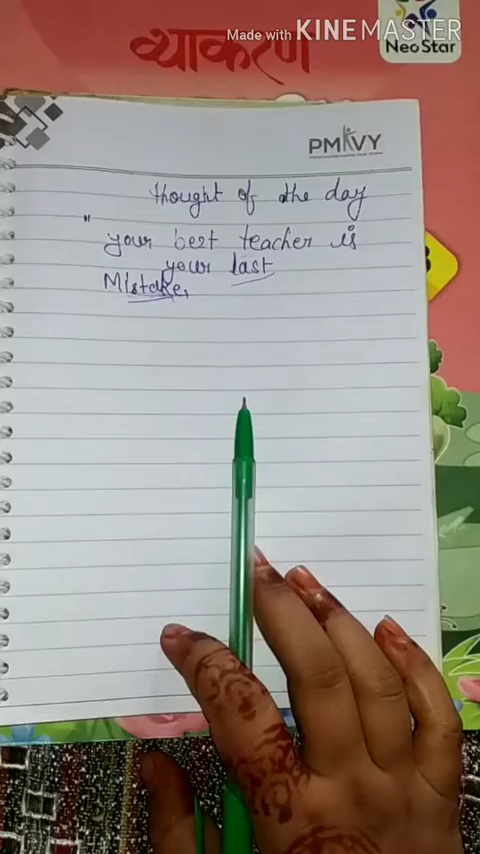 Made with KINEMASTER
व्याकरण
NeoStar
PMKVY
thought of the day
" your best teacher is
your last
Mistake.